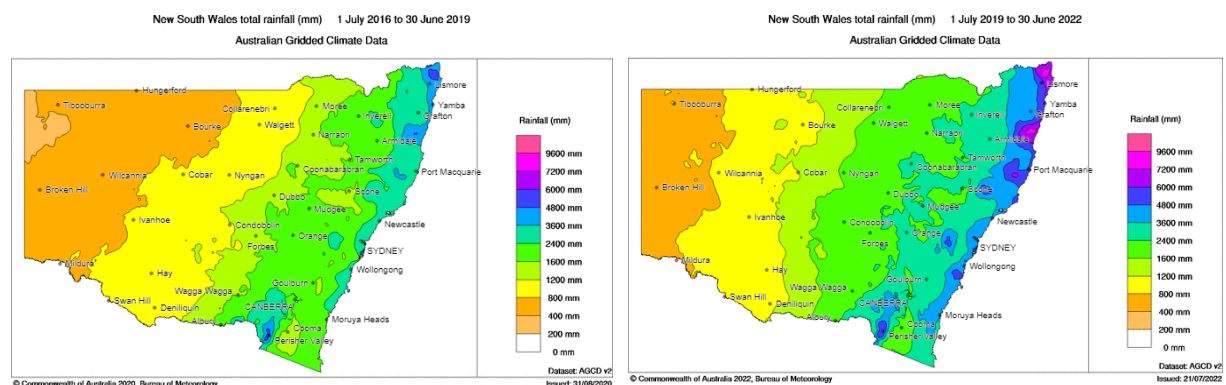 New South Wales total rainfall (mm) 1 July 2016 to 30 June 2019
Australian Gridded Climate Data
Tibooburra
Hungerford
Collarenebri
Moree
Inverell
Lismore
Yamba
Grafton
Bourke
Walgett
Narrabri
Armidale
Tamworth
Wilcannia
Cobar
Nyngan
Coonabarabran
Port Macquarie
Broken Hill
Dubbo
Scone
Mudgee
Ivanhoe
Condobolin
Newcastle
Forbes
Orange
SYDNEY
Mildura
Hay
Wollongong
Goulburn
Wagga Wagga
Swan Hill
Deniliquin
CANBERRA
Albury
Cooma
Moruya Heads
Perisher Valley
Rainfall (mm)
9600 mm
7200 mm
6000 mm
4800 mm
3600 mm
2400 mm
1600 mm
1200 mm
800 mm
400 mm
200 mm
0 mm
Dataset: AGCD v2
© Commonwealth of Australia 2020, Bureau of Meteorology
Issued: 31/08/2020
New South Wales total rainfall (mm) 1 July 2019 to 30 June 2022
Australian Gridded Climate Data
Hungerford
Lismore
Tibooburra
Collarenebri
Moree
Yamba
Inverell
Grafton
Bourke
Walgett
Narrabri
Armidale
Tamworth
Wilcannia
Cobar
Nyngan
Coonabarabran
Port Macquarie
Broken Hill
Dubbo
Scone
Mudgee
Ivanhoe
Condobolin
Newcastle
Forbes
Orange
SYDNEY
Mildura
Hay
Wollongong
Goulburn
Wagga Wagga
Swan Hill
Deniliquin
CANBERRA
Albury
Moruya Heads
Cooma
Perisher Valley
Rainfall (mm)
9600 mm
7200 mm
6000 mm
4800 mm
3600 mm
2400 mm
1600 mm
1200 mm
800 mm
400 mm
200 mm
0 mm
Dataset: AGCD v2
© Commonwealth of Australia 2022, Bureau of Meteorology
Issued: 21/07/2022